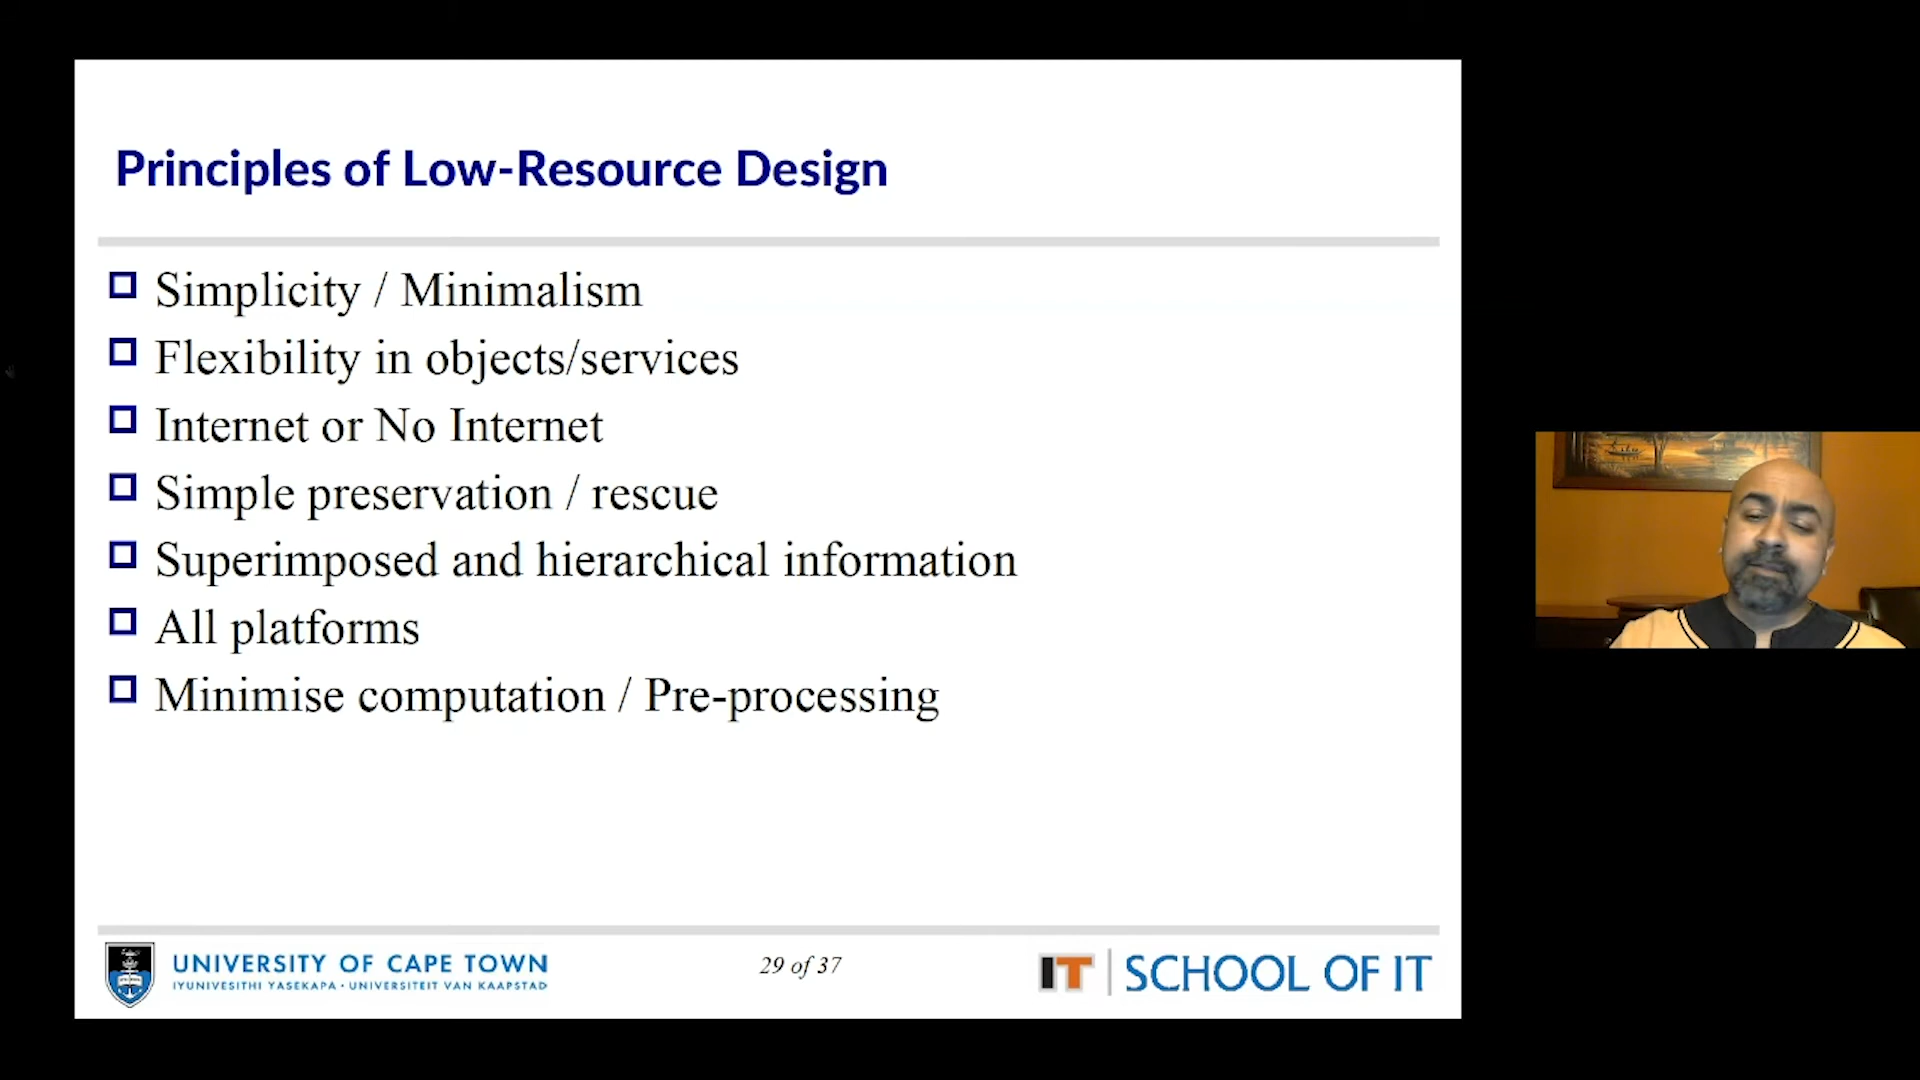 Principles of Low-Resource Design
Simplicity / Minimalism
Flexibility in objects/services
Internet or No Internet
Simple preservation / rescue
Superimposed and hierarchical information
All platforms
Minimise computation / Pre-processing
UNIVERSITY OF CAPE TOWN
IYUNIVESITHI YASEKAPA · UNIVERSITEIT VAN KAAPSTAD
29 of 37
IT SCHOOL OF IT